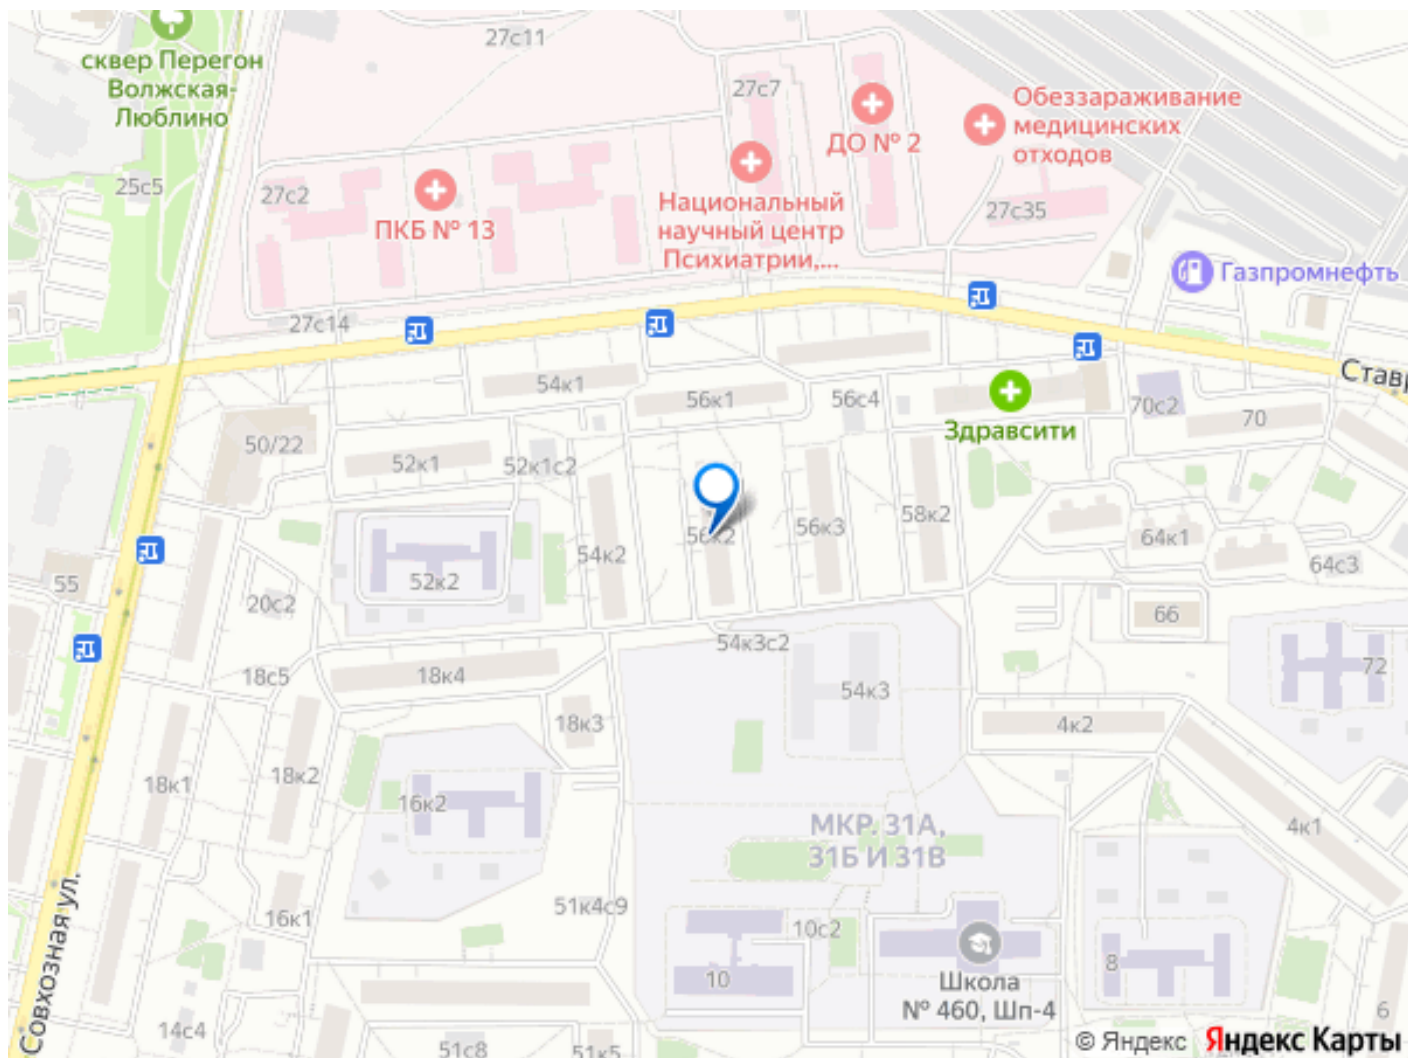 27с11
сквер Перегон
Волжская-
Люблино
27с7
ДО № 2
Обеззараживание
медицинских
отходов
25с5
27с2
ПКБ № 13
Национальный
научный центр
Психиатрии,...
27с35
Газпромнефть
27с14
Ставр
54к1
56к1
56с4
Здравсити
70с2
70
50/22
52к1
52к1с2
54к2
56к2
56к3
58к2
64к1
64с3
55
52к2
20с2
66
54к3с2
72
18с5
18к4
54к3
18к3
4к2
18к1
18к2
16к2
МКР. 31А,
31Б И 31В
4к1
Совхозная ул.
16к1
51к4с9
10с2
10
Школа
№ 460, Шп-4
8
6
14с4
51с8
51к5
© Яндекс Яндекс Карты